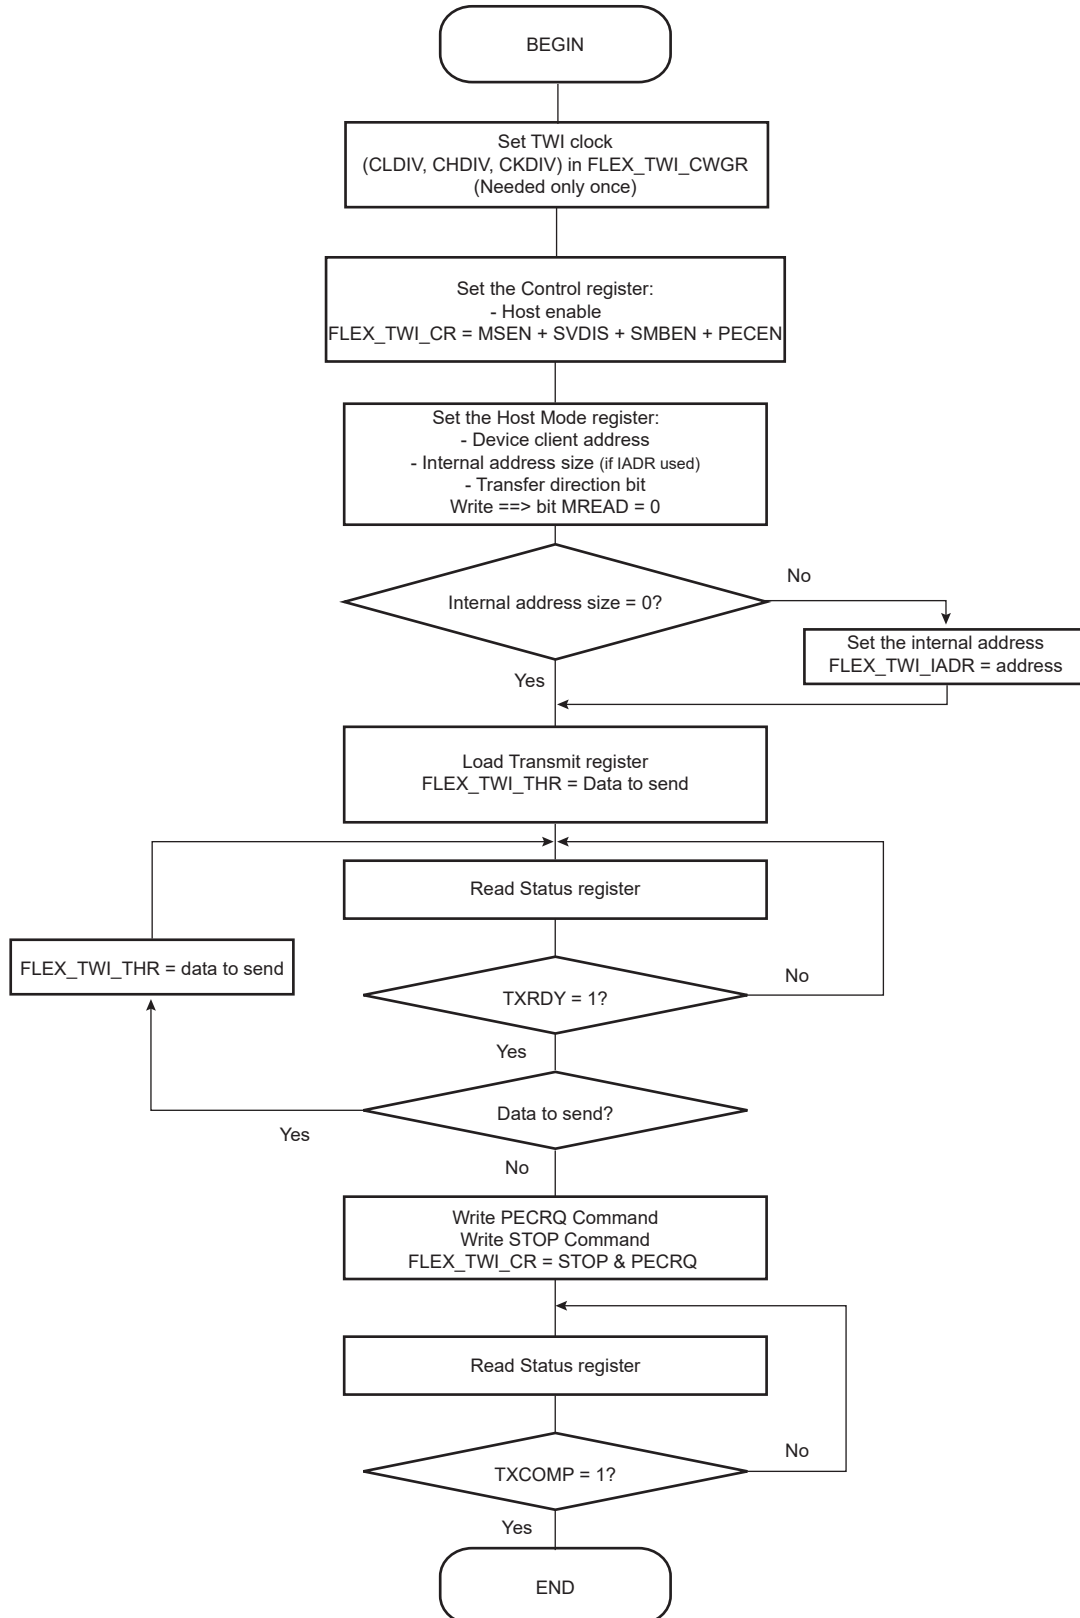 BEGIN
Set TWI clock
(CLDIV, CHDIV, CKDIV) in FLEX_TWI_CWGR
(Needed only once)
Set the Control register:
- Host enable
FLEX_TWI_CR = MSEN + SVDIS + SMBEN + PECEN
Set the Host Mode register:
- Device client address
- Internal address size (if IADR used)
- Transfer direction bit
Write ==> bit MREAD = 0
Internal address size = 0?
No
Set the internal address
FLEX_TWI_IADR = address
Yes
Load Transmit register
FLEX_TWI_THR = Data to send
Read Status register
FLEX_TWI_THR = data to send
TXRDY = 1?
No
Yes
Data to send?
Yes
No
Write PECRQ Command
Write STOP Command
FLEX_TWI_CR = STOP & PECRQ
Read Status register
TXCOMP = 1?
No
Yes
END